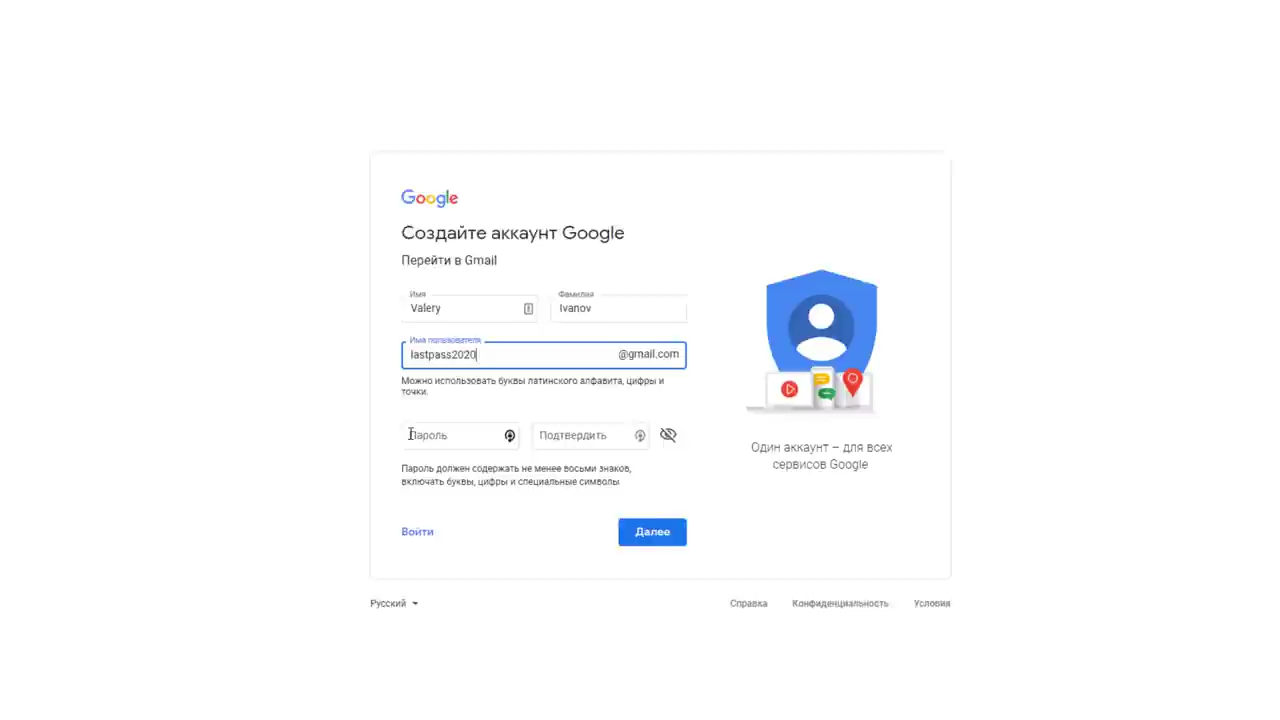 Google
Создайте аккаунт Google
Перейти в Gmail
Имя
Фамилия
Valery
Ivanov
Имя пользователя
lastpass2020
@gmail.com
Можно использовать буквы латинского алфавита, цифры и
точки.
Пароль
Подтвердить
Пароль должен содержать не менее восьми знаков,
включать буквы, цифры и специальные символы
Войти
Далее
Один аккаунт – для всех
сервисов Google
Русский
Справка
Конфиденциальность
Условия